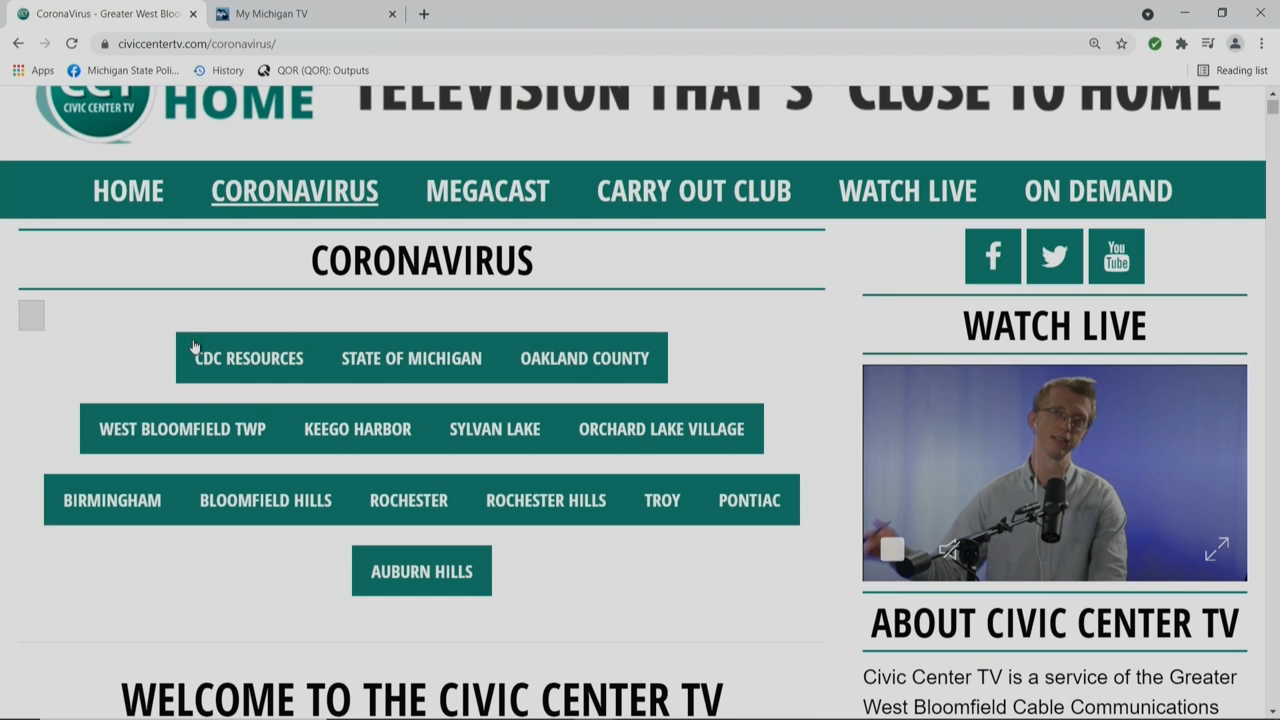 CoronaVirus - Greater West Bloo
My Michigan TV
civiccentertv.com/coronavirus/
Apps
Michigan State Poli...
History
QOR (QOR): Outputs
Reading list
CCT
CIVIC CENTER TV
HOME
TELEVISION THAT'S "CLOSE TO HOME
HOME
CORONAVIRUS
MEGACAST
CARRY OUT CLUB
WATCH LIVE
ON DEMAND
CORONAVIRUS
CDC RESOURCES
STATE OF MICHIGAN
OAKLAND COUNTY
WEST BLOOMFIELD TWP
KEEGO HARBOR
SYLVAN LAKE
ORCHARD LAKE VILLAGE
BIRMINGHAM
BLOOMFIELD HILLS
ROCHESTER
ROCHESTER HILLS
TROY
PONTIAC
AUBURN HILLS
WELCOME TO THE CIVIC CENTER TV
You
Tube
WATCH LIVE
ABOUT CIVIC CENTER TV
Civic Center TV is a service of the Greater
West Bloomfield Cable Communications